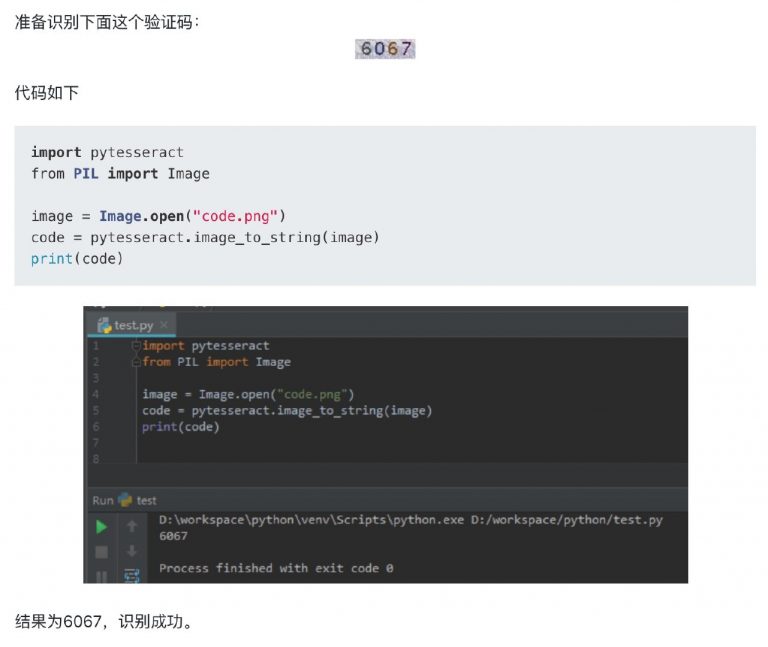 准备识别下面这个验证码：
6067
代码如下
import pytesseract
from PIL import Image
image = Image.open("code.png")
code = pytesseract.image_to_string(image)
print(code)
test.py
1 import pytesseract
2 from PIL import Image
3
4 image = Image.open("code.png")
5 code = pytesseract.image_to_string(image)
6 print(code)
7
8
Run test
D:\workspace\python\venv\Scripts\python.exe D:/workspace/python/test.py
6067
Process finished with exit code 0
结果为6067，识别成功。